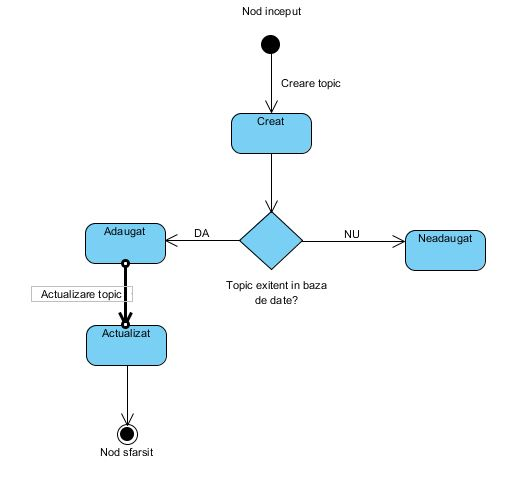 Nod inceput
Creare topic
Creat
Adaugat
DA
NU
Neadaugat
Topic exitent in baza
de date?
Actualizare topic
Actualizat
Nod sfarsit